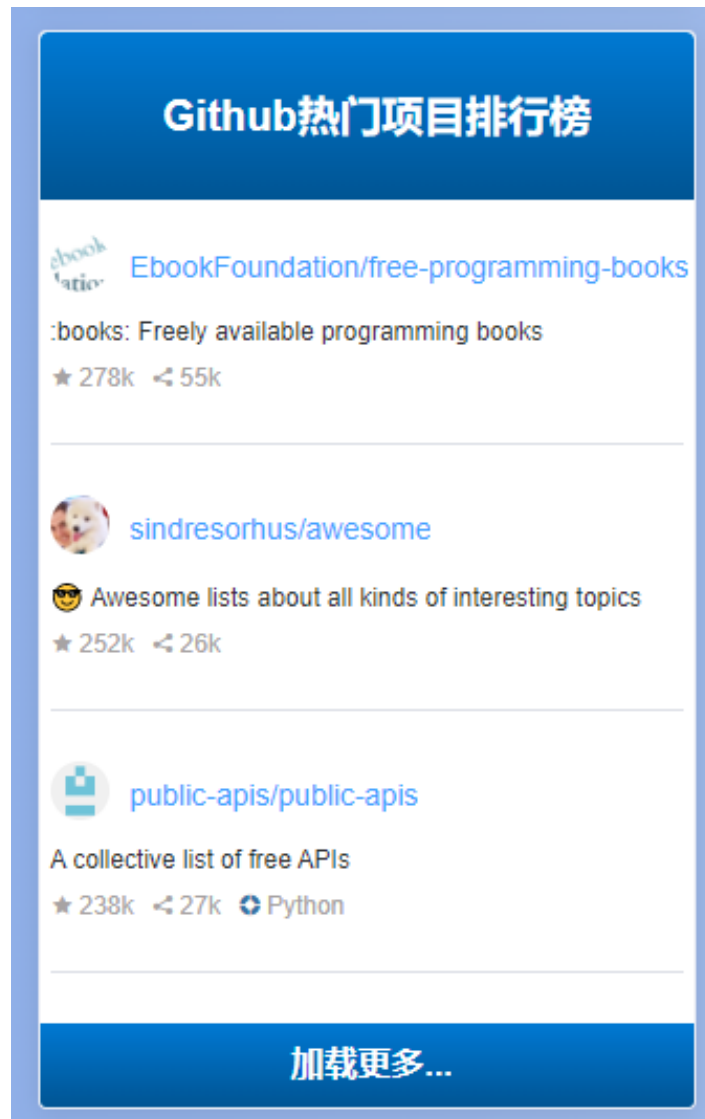 Github热门项目排行榜
ebook
EbookFoundation/free-programming-books
:books: Freely available programming books
278k 55k
sindresorhus/awesome
😎 Awesome lists about all kinds of interesting topics
252k 26k
public-apis/public-apis
A collective list of free APIs
238k 27k Python
加载更多...